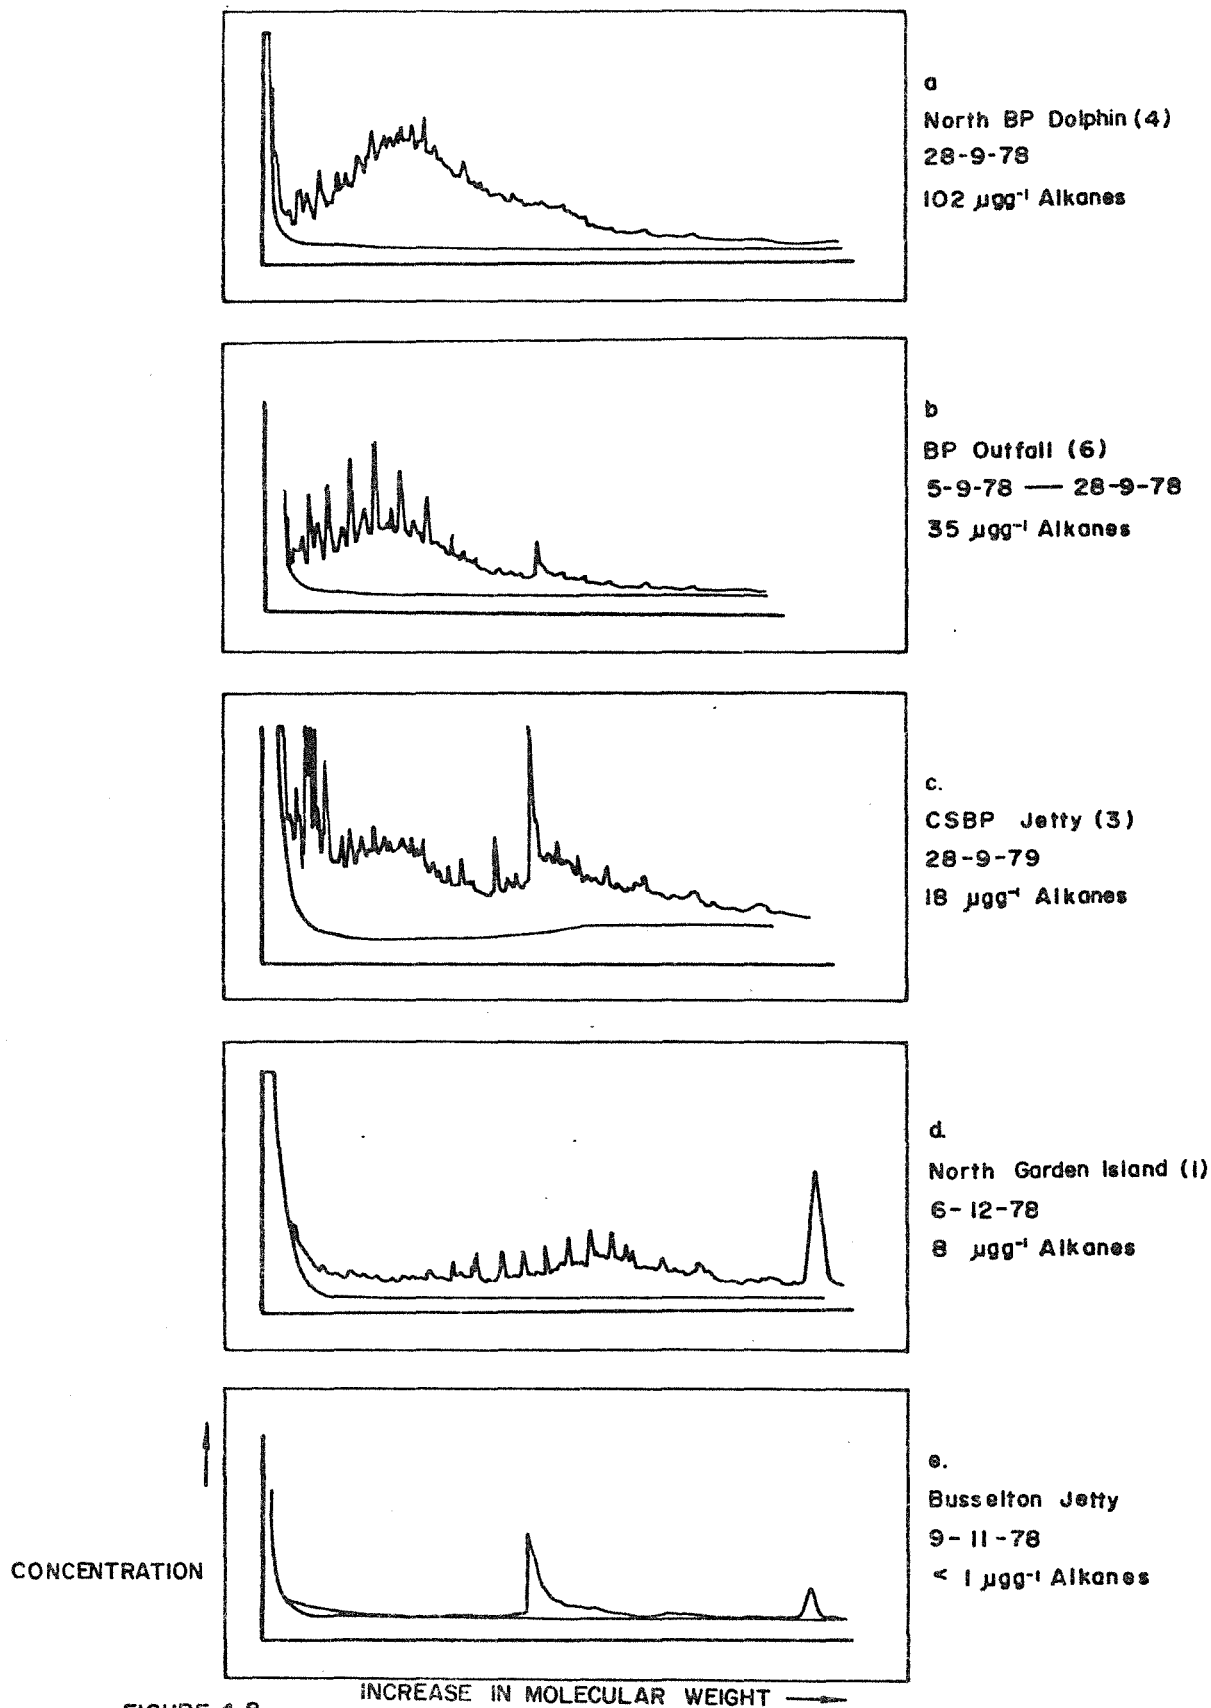 a
North BP Dolphin (4)
28-9-78
102 µgg⁻¹ Alkanes
b
BP Outfall (6)
5-9-78 — 28-9-78
35 µgg⁻¹ Alkanes
c.
CSBP Jetty (3)
28-9-79
18 µgg⁻¹ Alkanes
d.
North Garden Island (1)
6-12-78
8 µgg⁻¹ Alkanes
e.
Busselton Jetty
9-11-78
< 1 µgg⁻¹ Alkanes
CONCENTRATION
INCREASE IN MOLECULAR WEIGHT